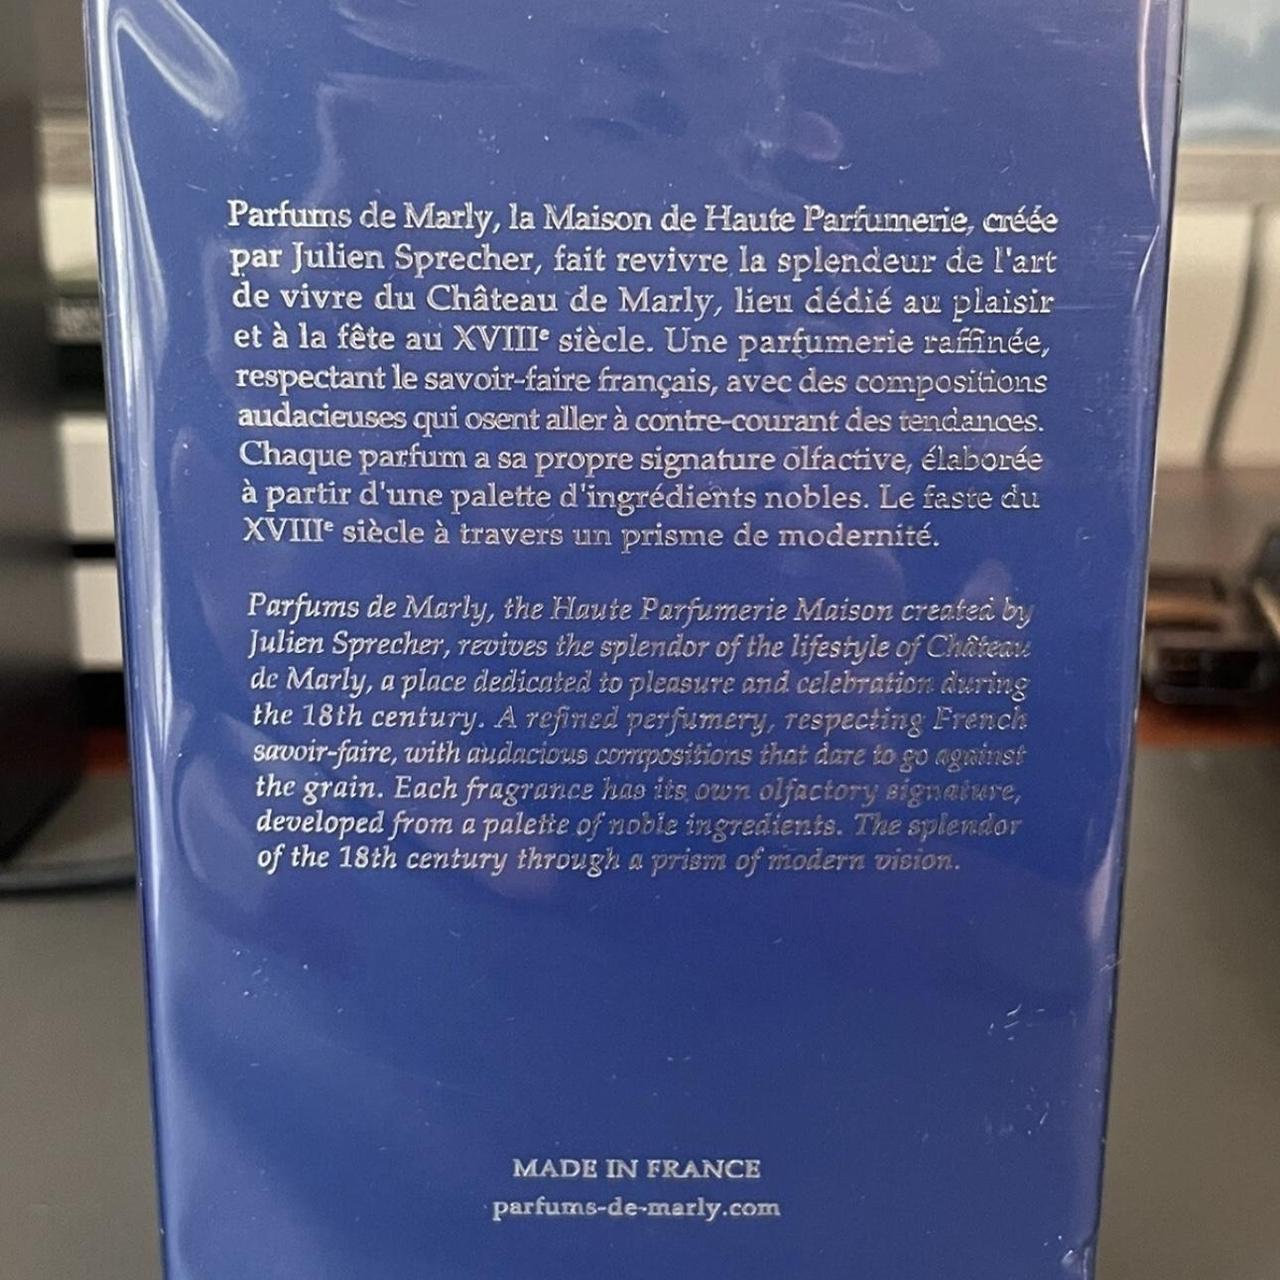 Parfums de Marly, la Maison de Haute Parfumerie, créée
par Julien Sprecher, fait revivre la splendeur de l'art
de vivre du Château de Marly, lieu dédié au plaisir
et à la fête au XVIIIe siècle. Une parfumerie raffinée,
respectant le savoir-faire français, avec des compositions
audacieuses qui osent aller à contre-courant des tendances.
Chaque parfum a sa propre signature olfactive, élaborée
à partir d'une palette d'ingrédients nobles. Le faste du
XVIIIe siècle à travers un prisme de modernité.
Parfums de Marly, the Haute Parfumerie Maison created by
Julien Sprecher, revives the splendor of the lifestyle of Château
de Marly, a place dedicated to pleasure and celebration during
the 18th century. A refined perfumery, respecting French
savoir-faire, with audacious compositions that dare to go against
the grain. Each fragrance has its own olfactory signature,
developed from a palette of noble ingredients. The splendor
of the 18th century through a prism of modern vision.
MADE IN FRANCE
parfums-de-marly.com